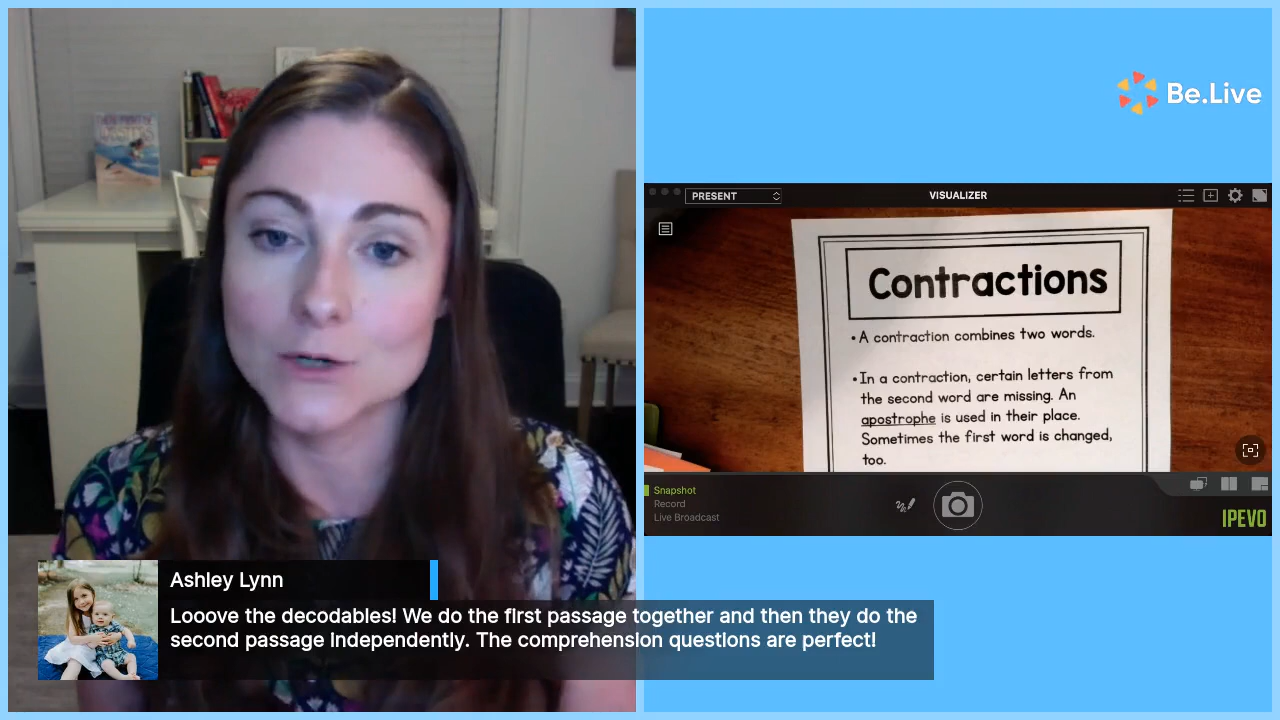 Be.Live
PRESENT
VISUALIZER
Contractions
• A contraction combines two words.
• In a contraction, certain letters from
the second word are missing. An
apostrophe is used in their place.
Sometimes the first word is changed,
too.
Snapshot
Record
Live Broadcast
IPEVO
Ashley Lynn
Looove the decodables! We do the first passage together and then they do the
second passage independently. The comprehension questions are perfect!